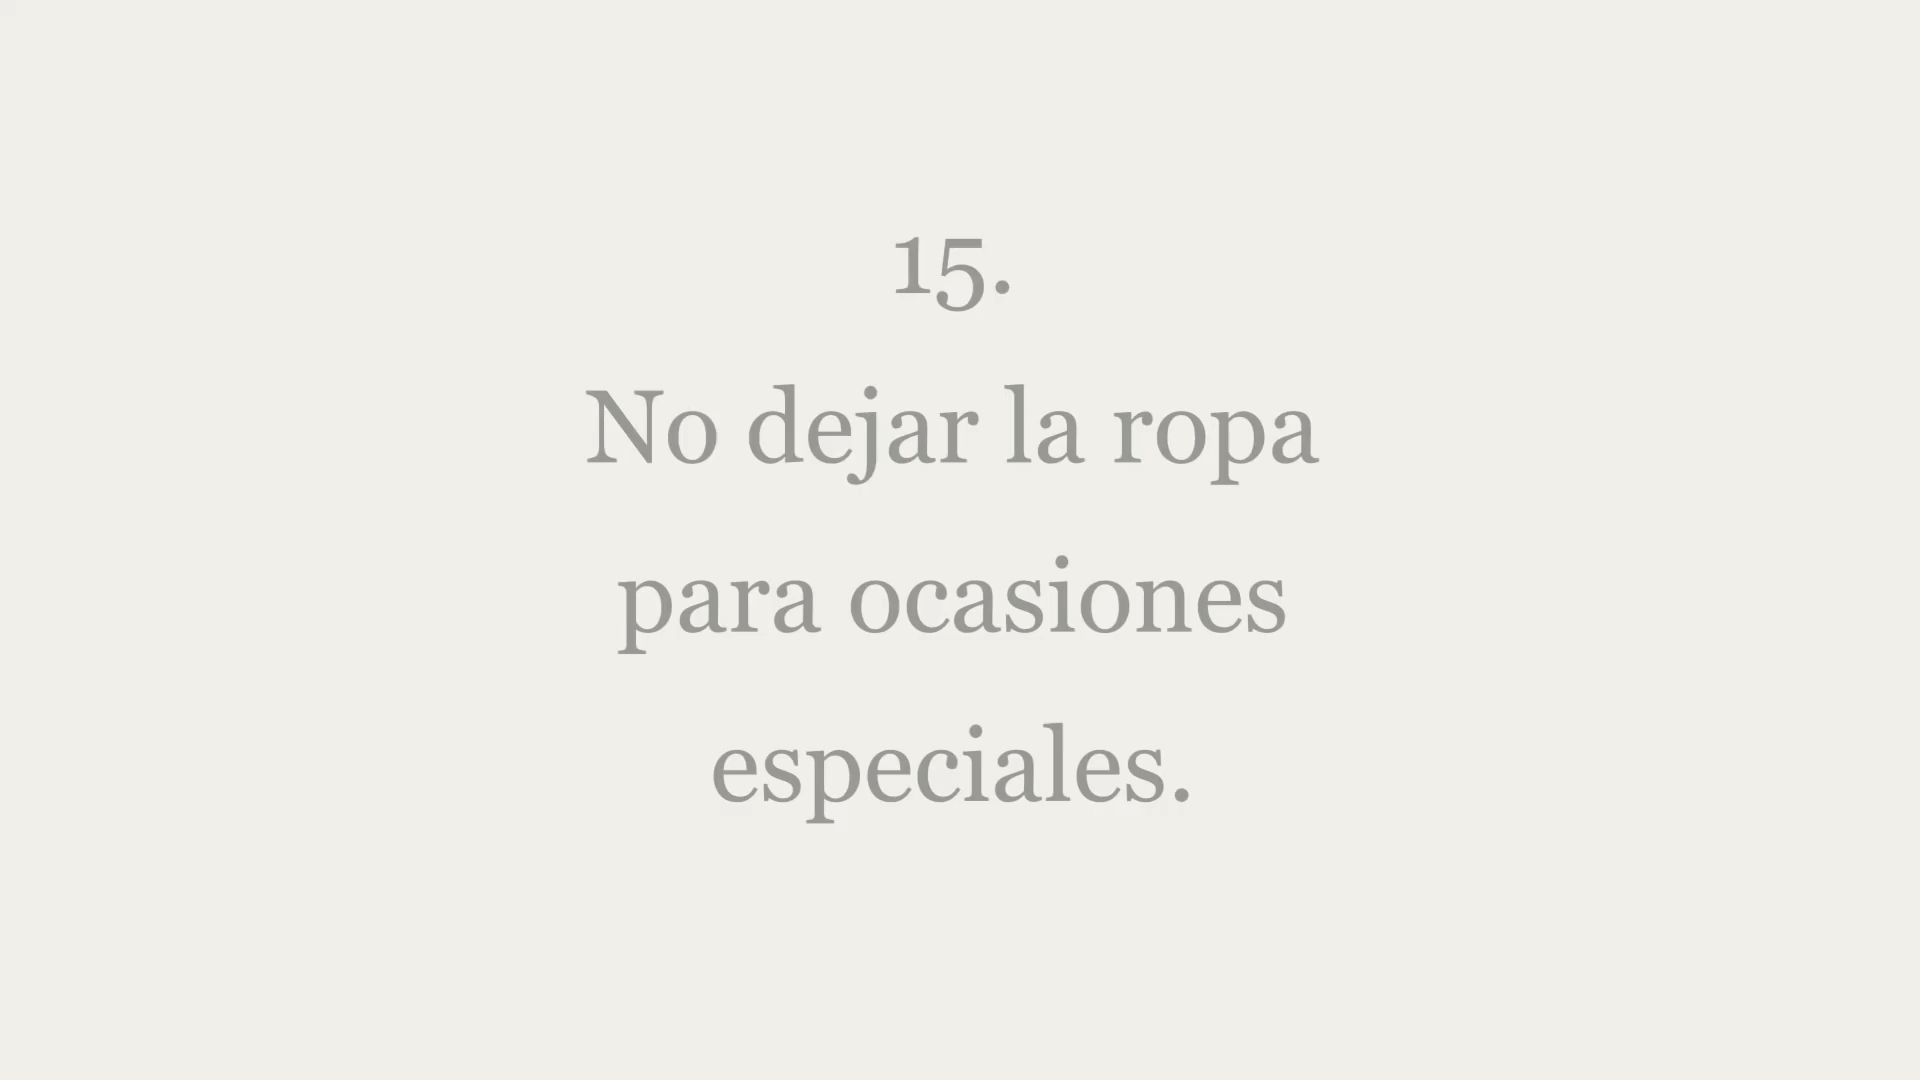 15.
No dejar la ropa
para ocasiones
especiales.